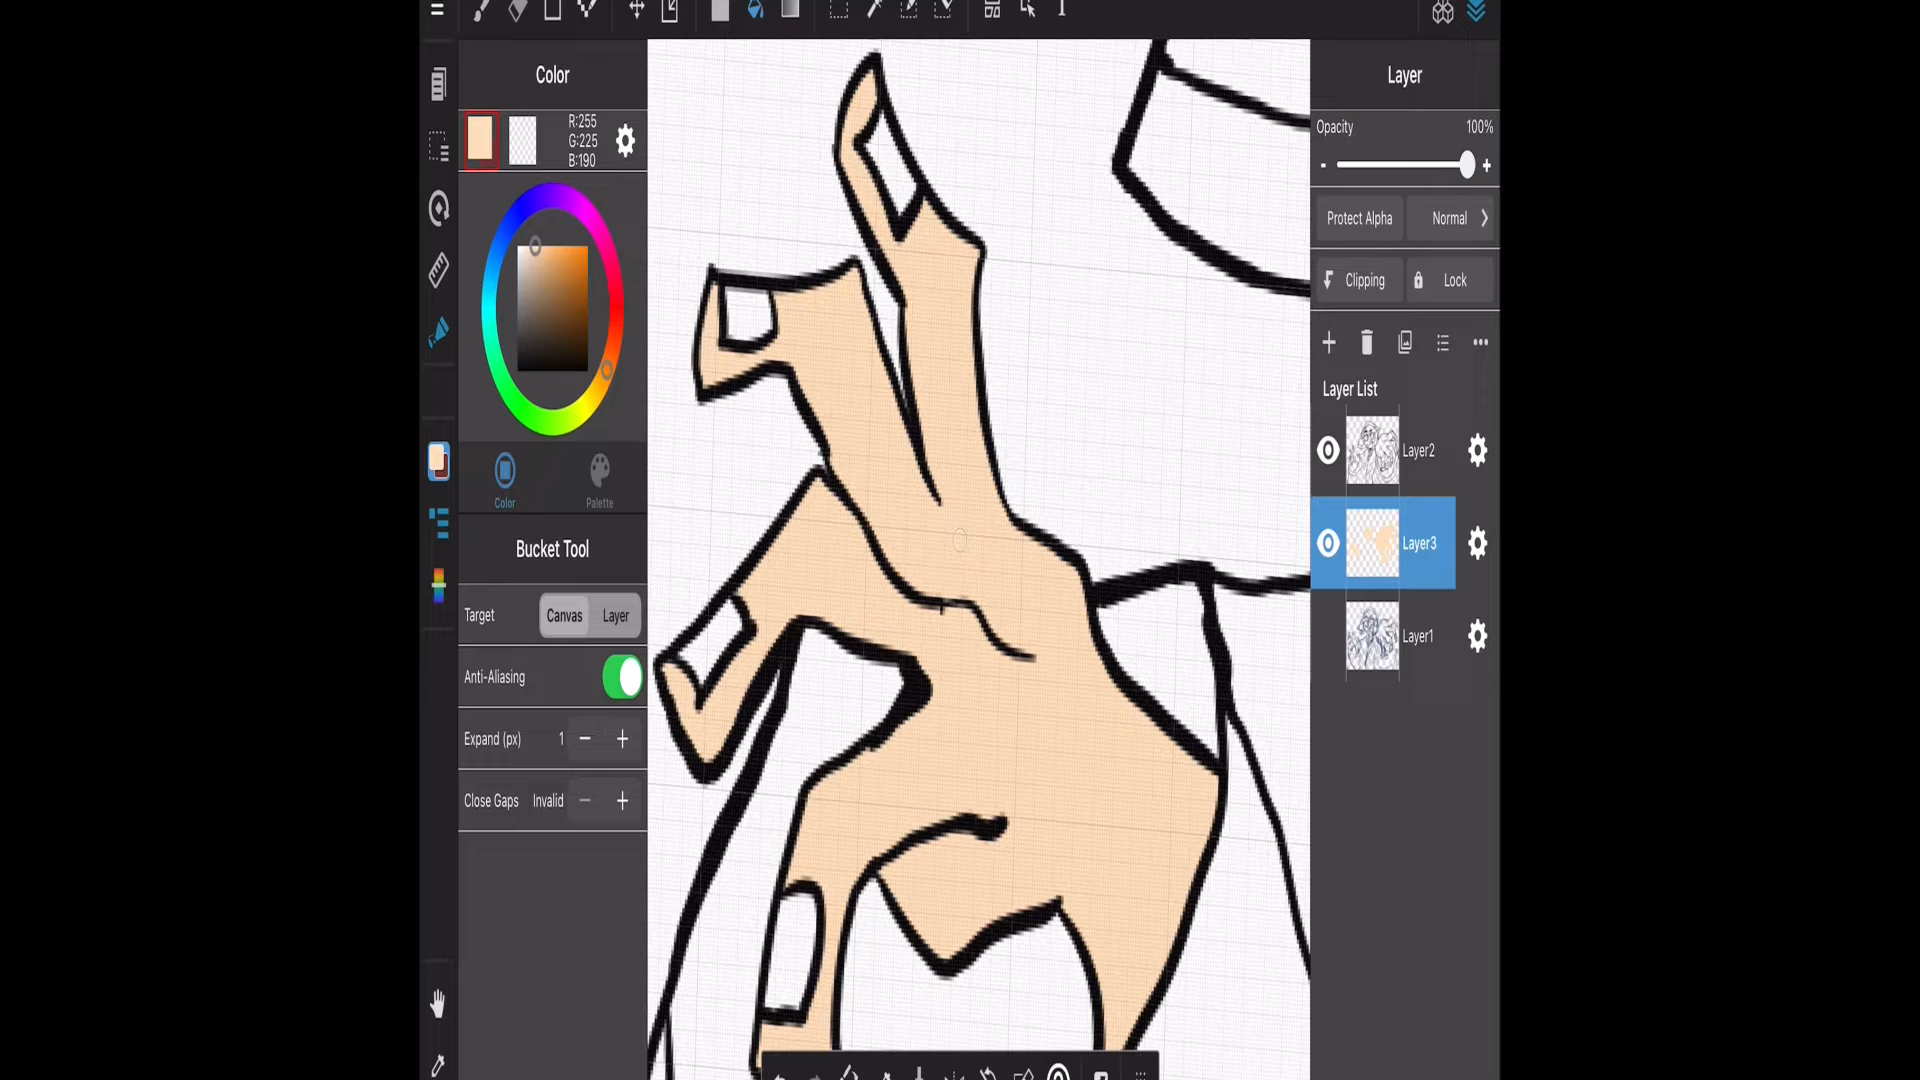 Color
R:255
G:225
B:190
Color
Palette
Bucket Tool
Target
Canvas
Layer
Anti-Aliasing
Expand (px)
1
Close Gaps
Invalid
Layer
Opacity
100%
- +
Protect Alpha
Normal
Clipping
Lock
Layer List
Layer2
Layer3
Layer1